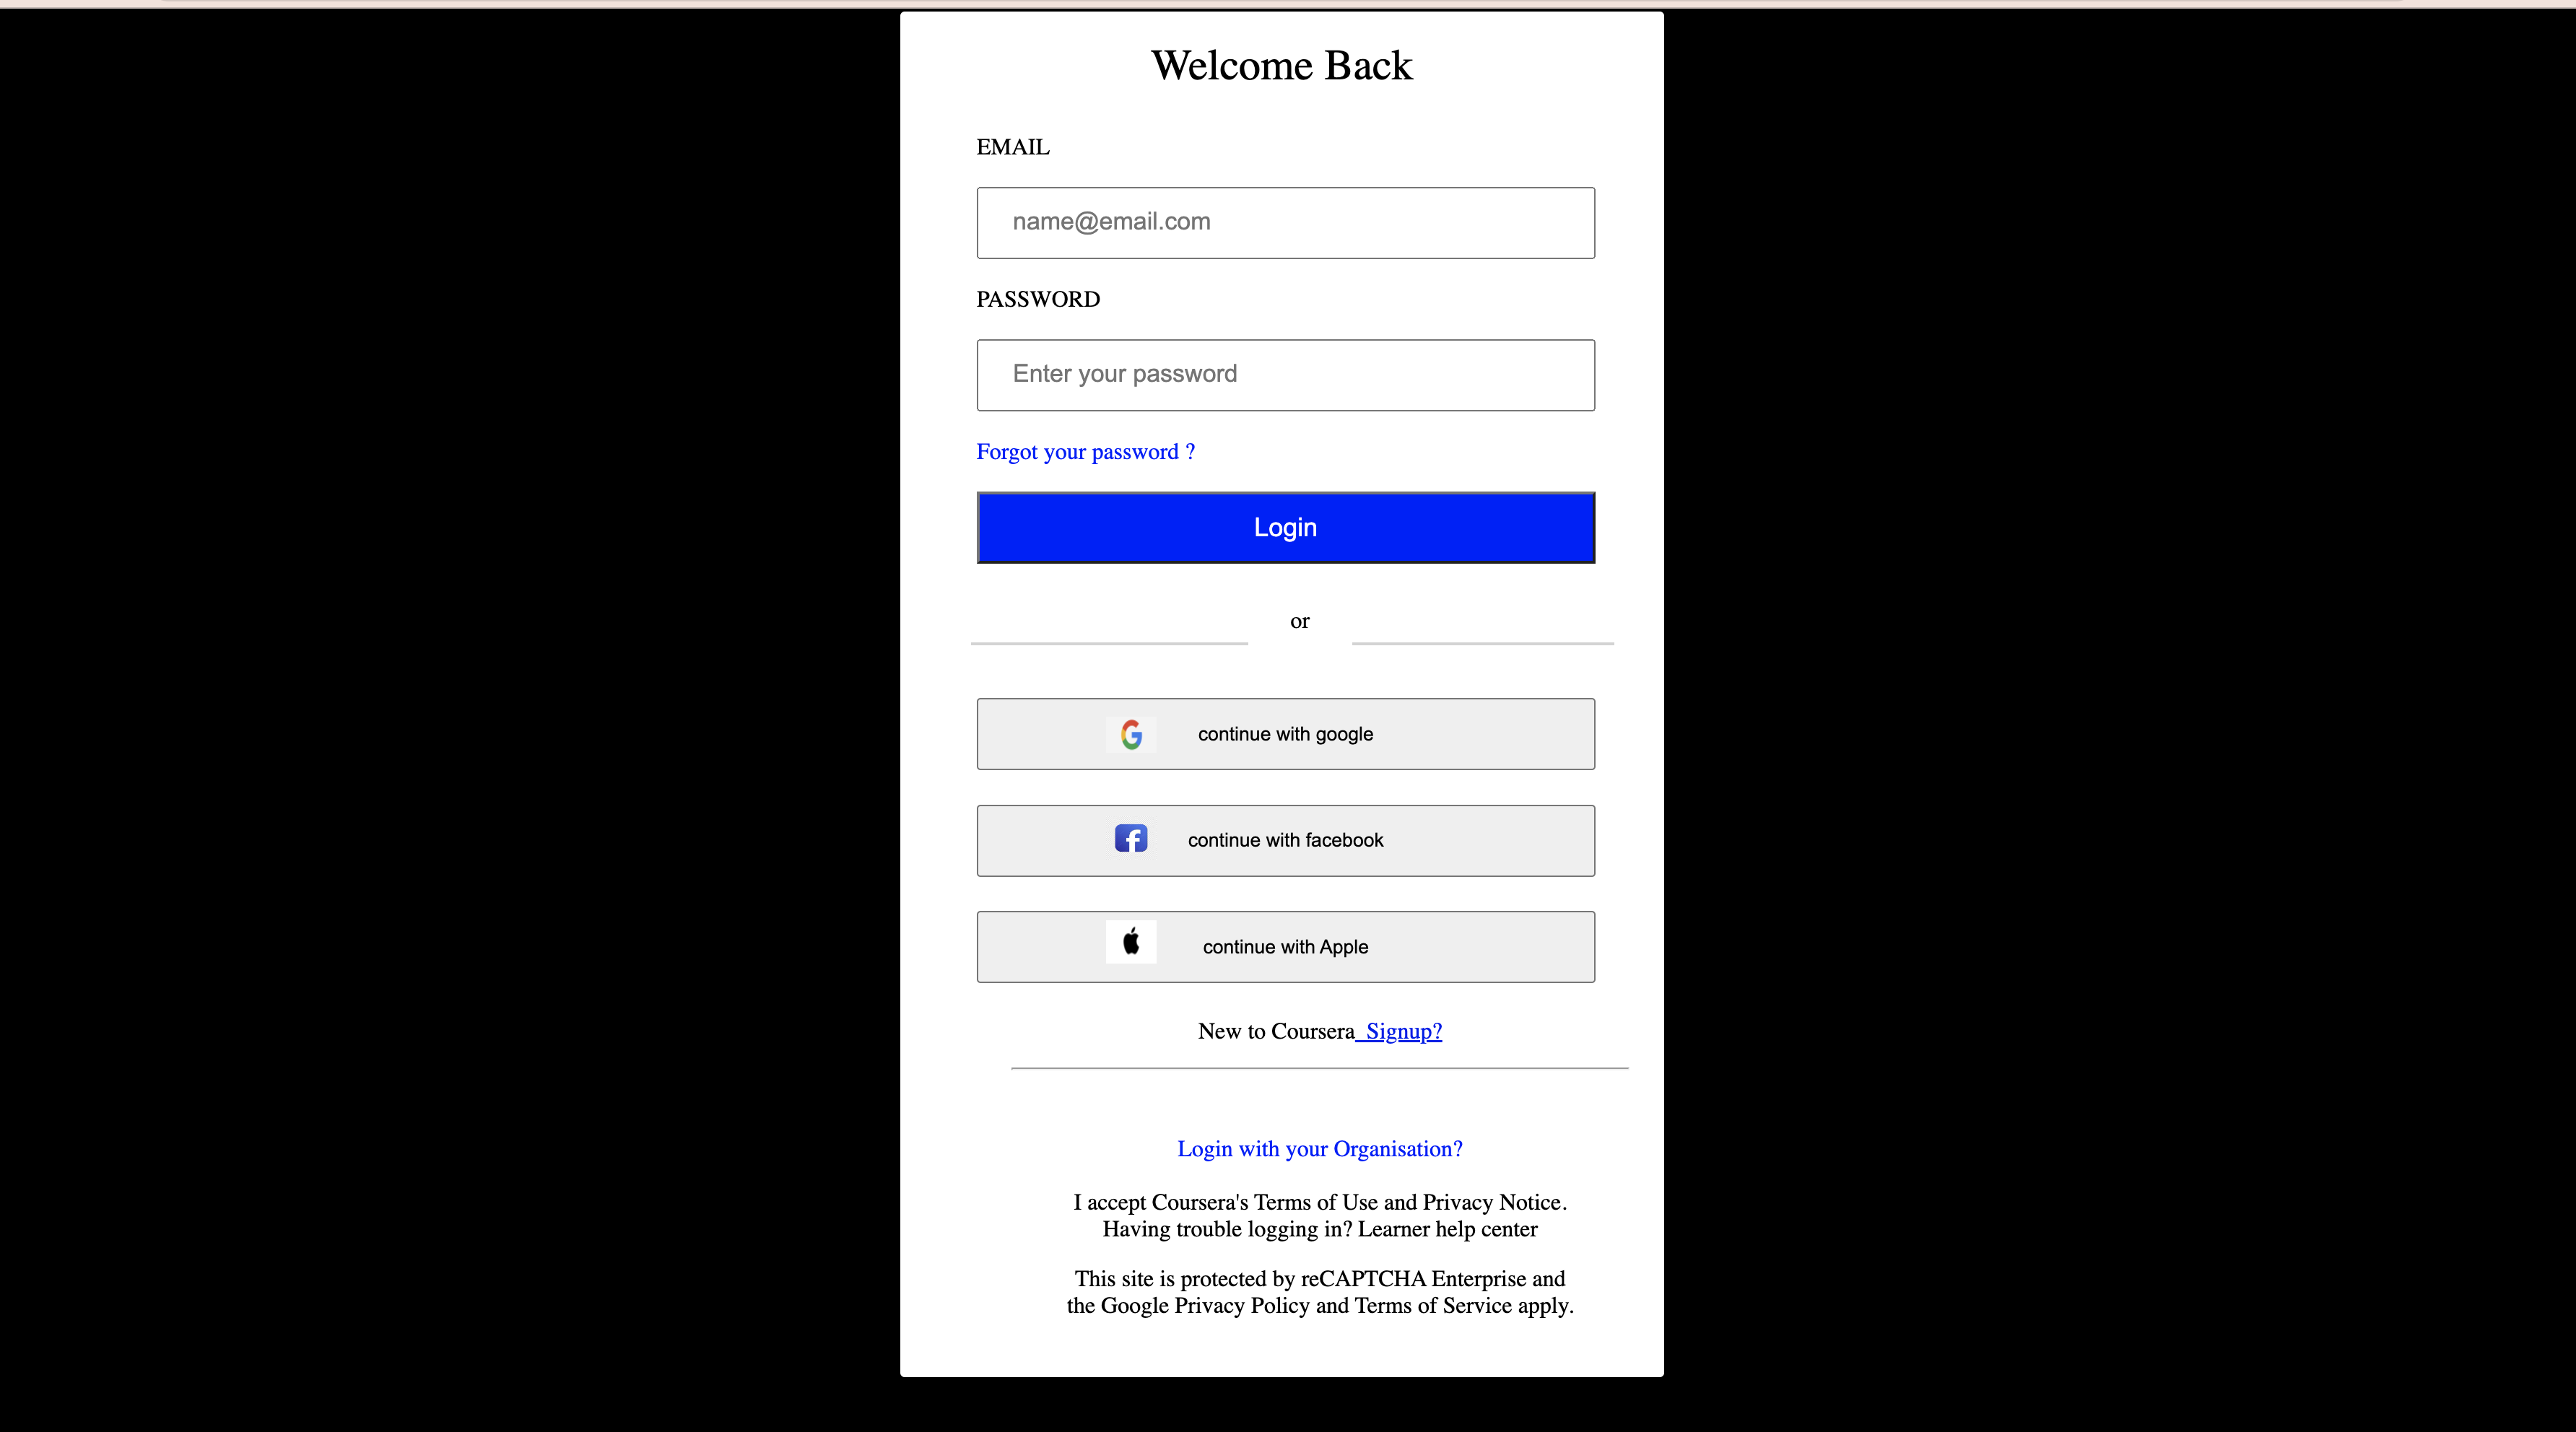 Welcome Back
EMAIL
name@email.com
PASSWORD
Enter your password
Forgot your password ?
Login
or
continue with google
continue with facebook
continue with Apple
New to Coursera  Signup?
Login with your Organisation?
I accept Coursera's Terms of Use and Privacy Notice.
Having trouble logging in? Learner help center
This site is protected by reCAPTCHA Enterprise and
the Google Privacy Policy and Terms of Service apply.